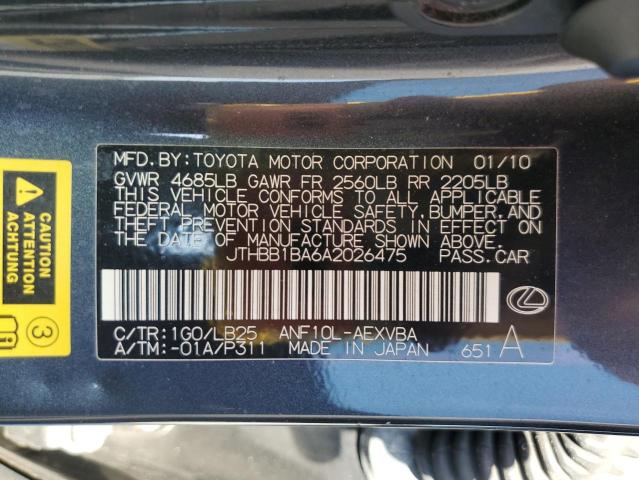 MFD.BY:TOYOTA MOTOR CORPORATION 01/10
GVWR 4685LB GAWR FR 2560LB RR 2205LB
THIS VEHICLE CONFORMS TO ALL APPLICABLE
FEDERAL MOTOR VEHICLE SAFETY,BUMPER,AND
THEFT PREVENTION STANDARDS IN EFFECT ON
THE DATE OF MANUFACTURE SHOWN ABOVE.
JTHBB1BA6A2026475 PASS.CAR
C/TR:1G0/LB25 ANF10L-AEXVBA
A/TM:-01A/P311 MADE IN JAPAN 651A
CAUTION
ACHTUNG
3